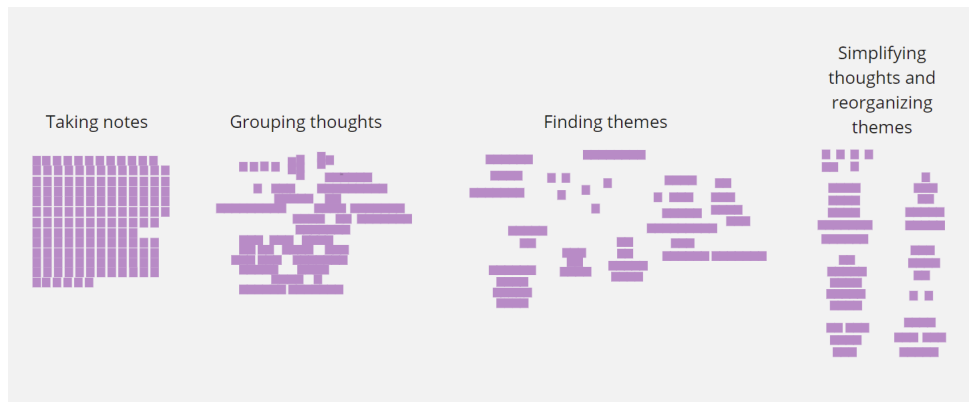 Taking notes
Grouping thoughts
Finding themes
Simplifying
thoughts and
reorganizing
themes